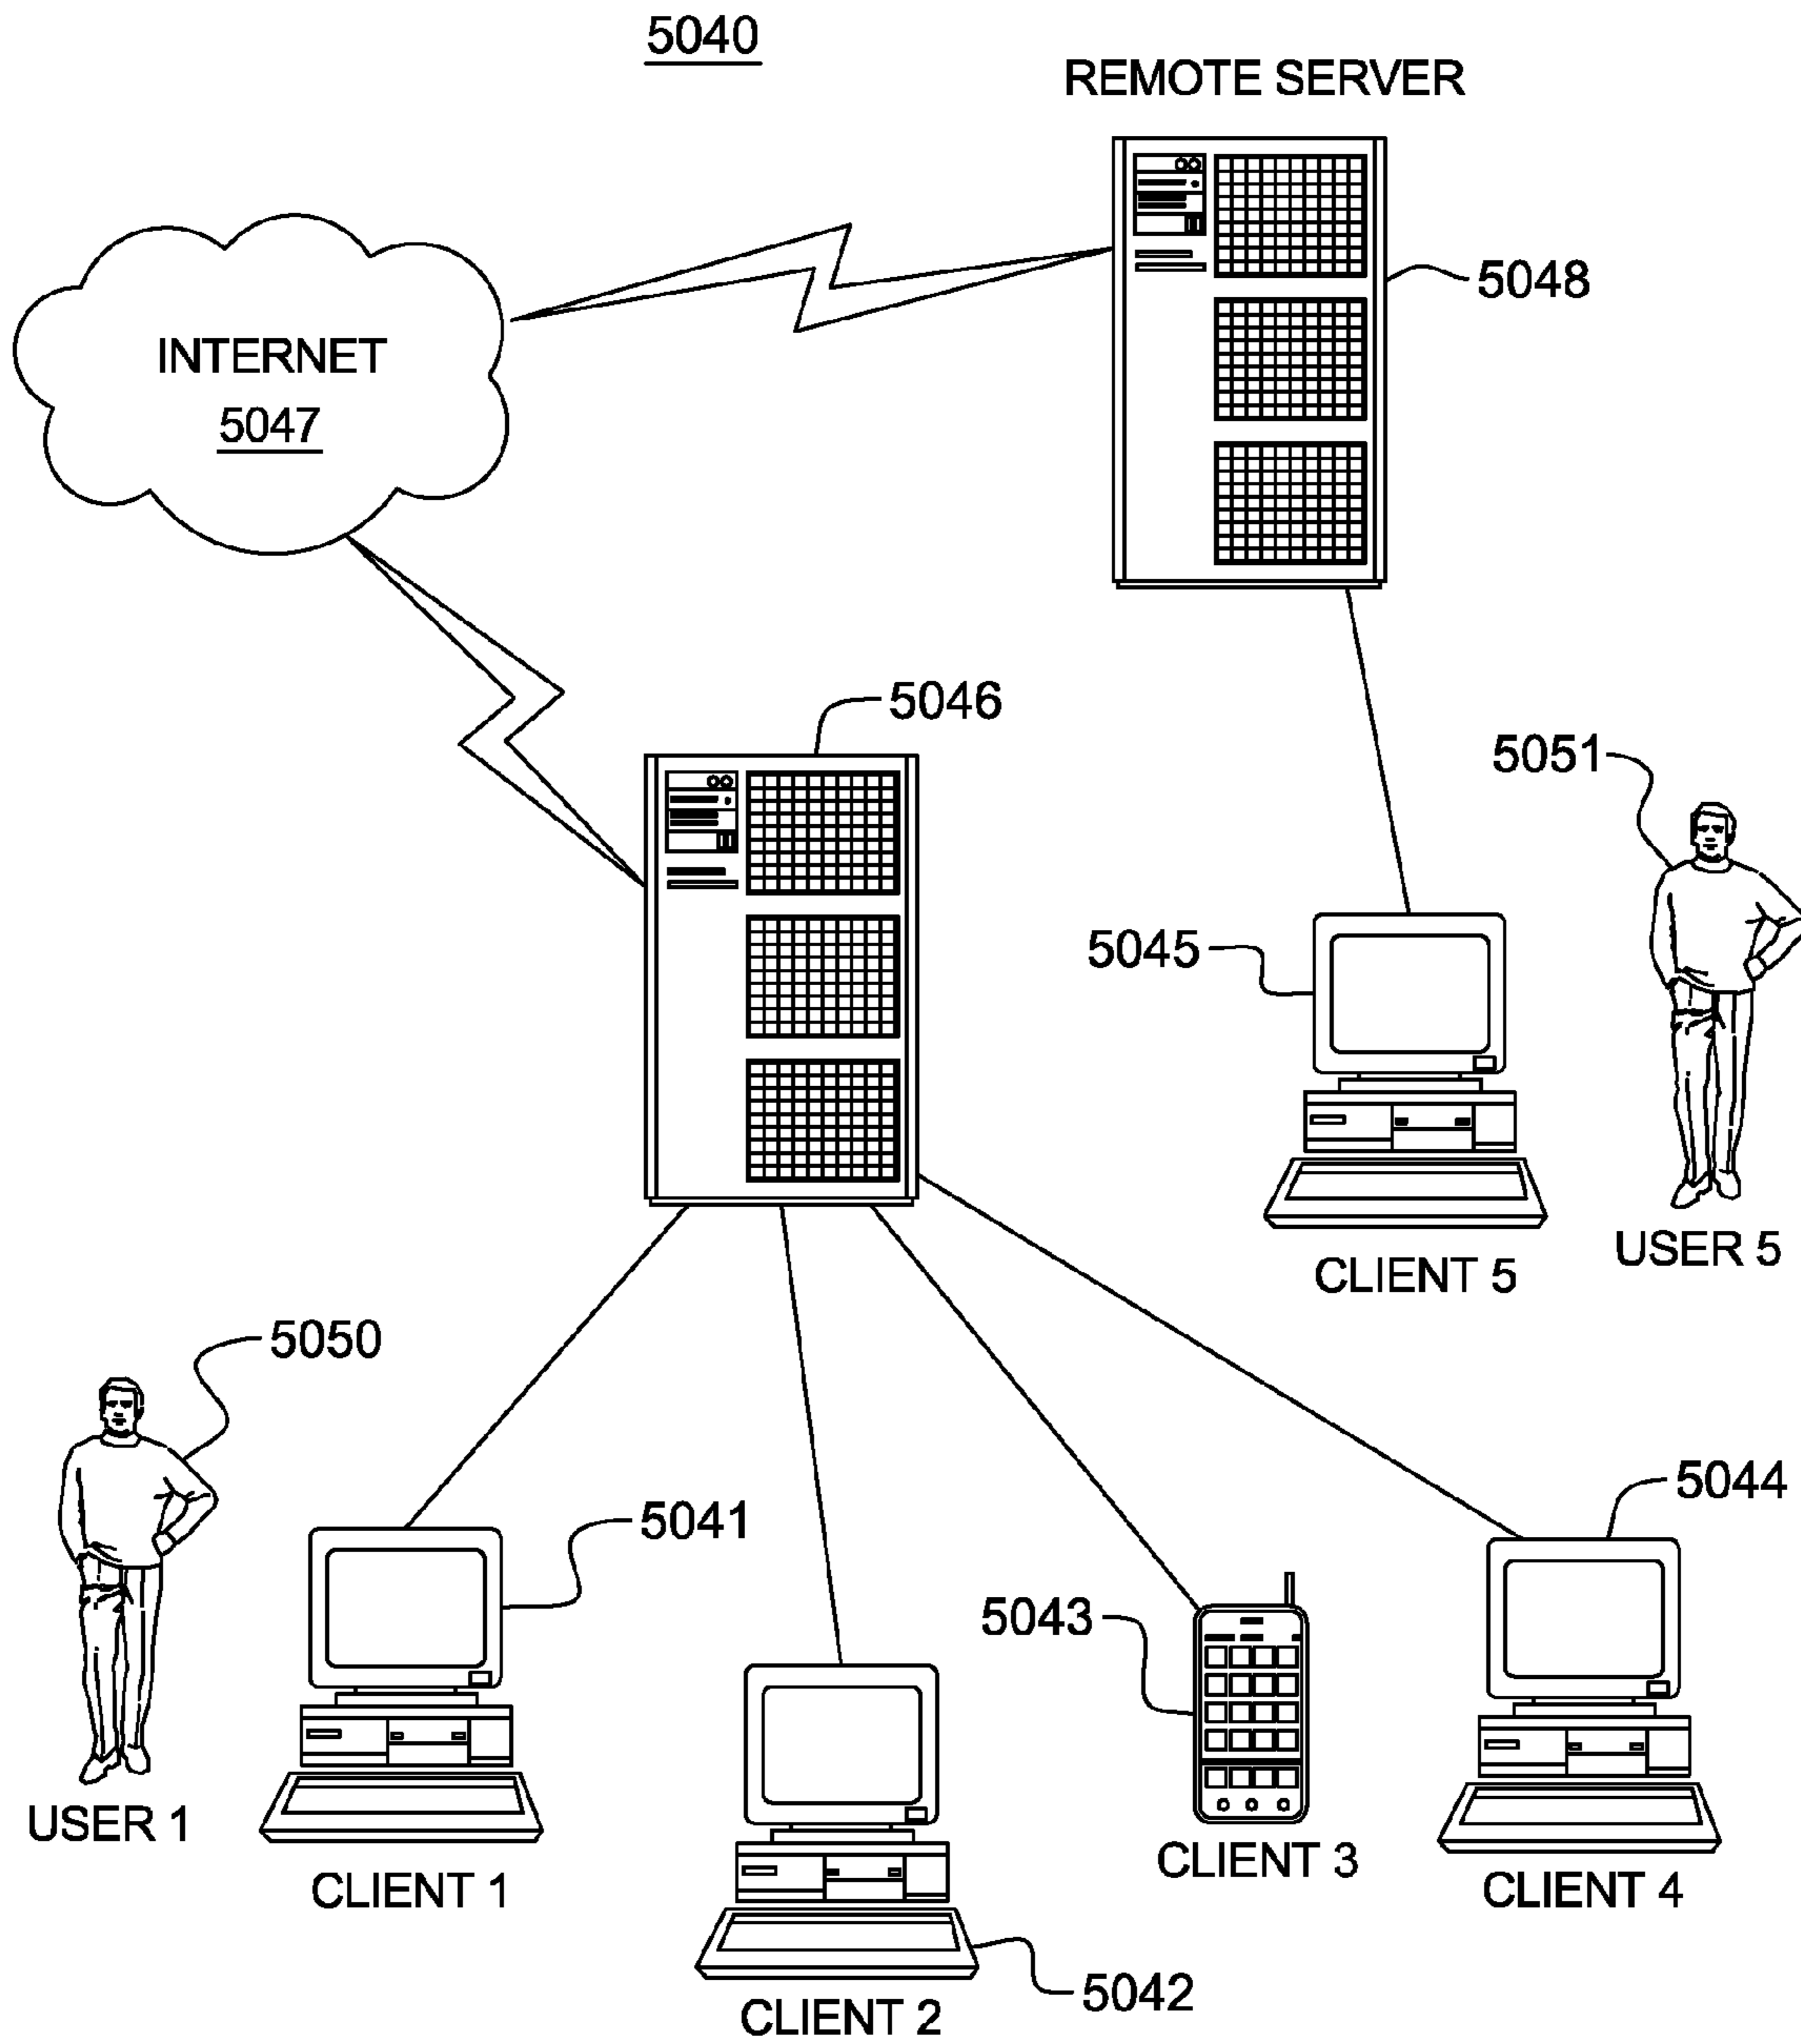 5040
REMOTE SERVER
5048
INTERNET
5047
5046
5051
5045
USER 5
CLIENT 5
5050
5044
5041
5043
USER 1
CLIENT 3
CLIENT 1
CLIENT 4
5042
CLIENT 2